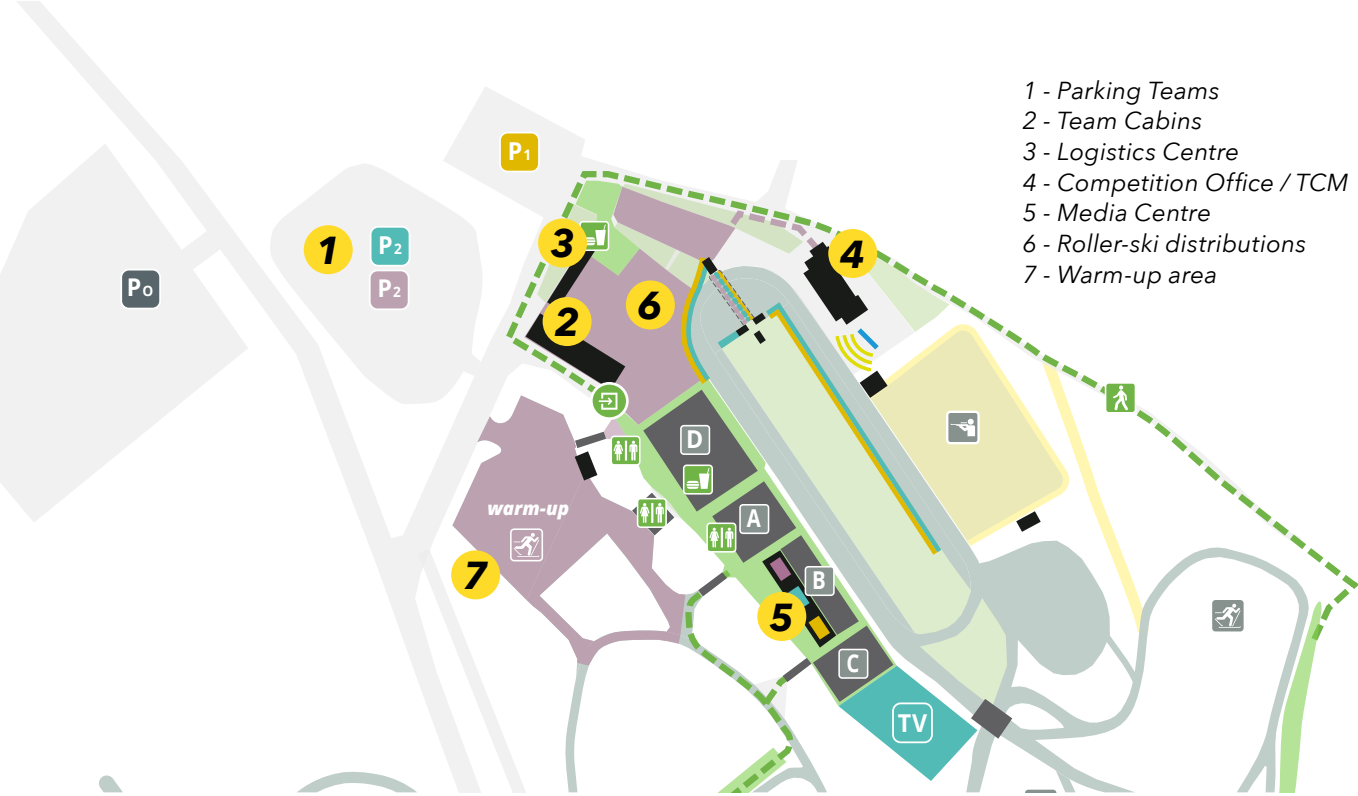 1 - Parking Teams
2 - Team Cabins
3 - Logistics Centre
4 - Competition Office / TCM
5 - Media Centre
6 - Roller-ski distributions
7 - Warm-up area
P1
1
P2
P2
P0
3
4
2
6
D
warm-up
A
7
B
5
C
TV